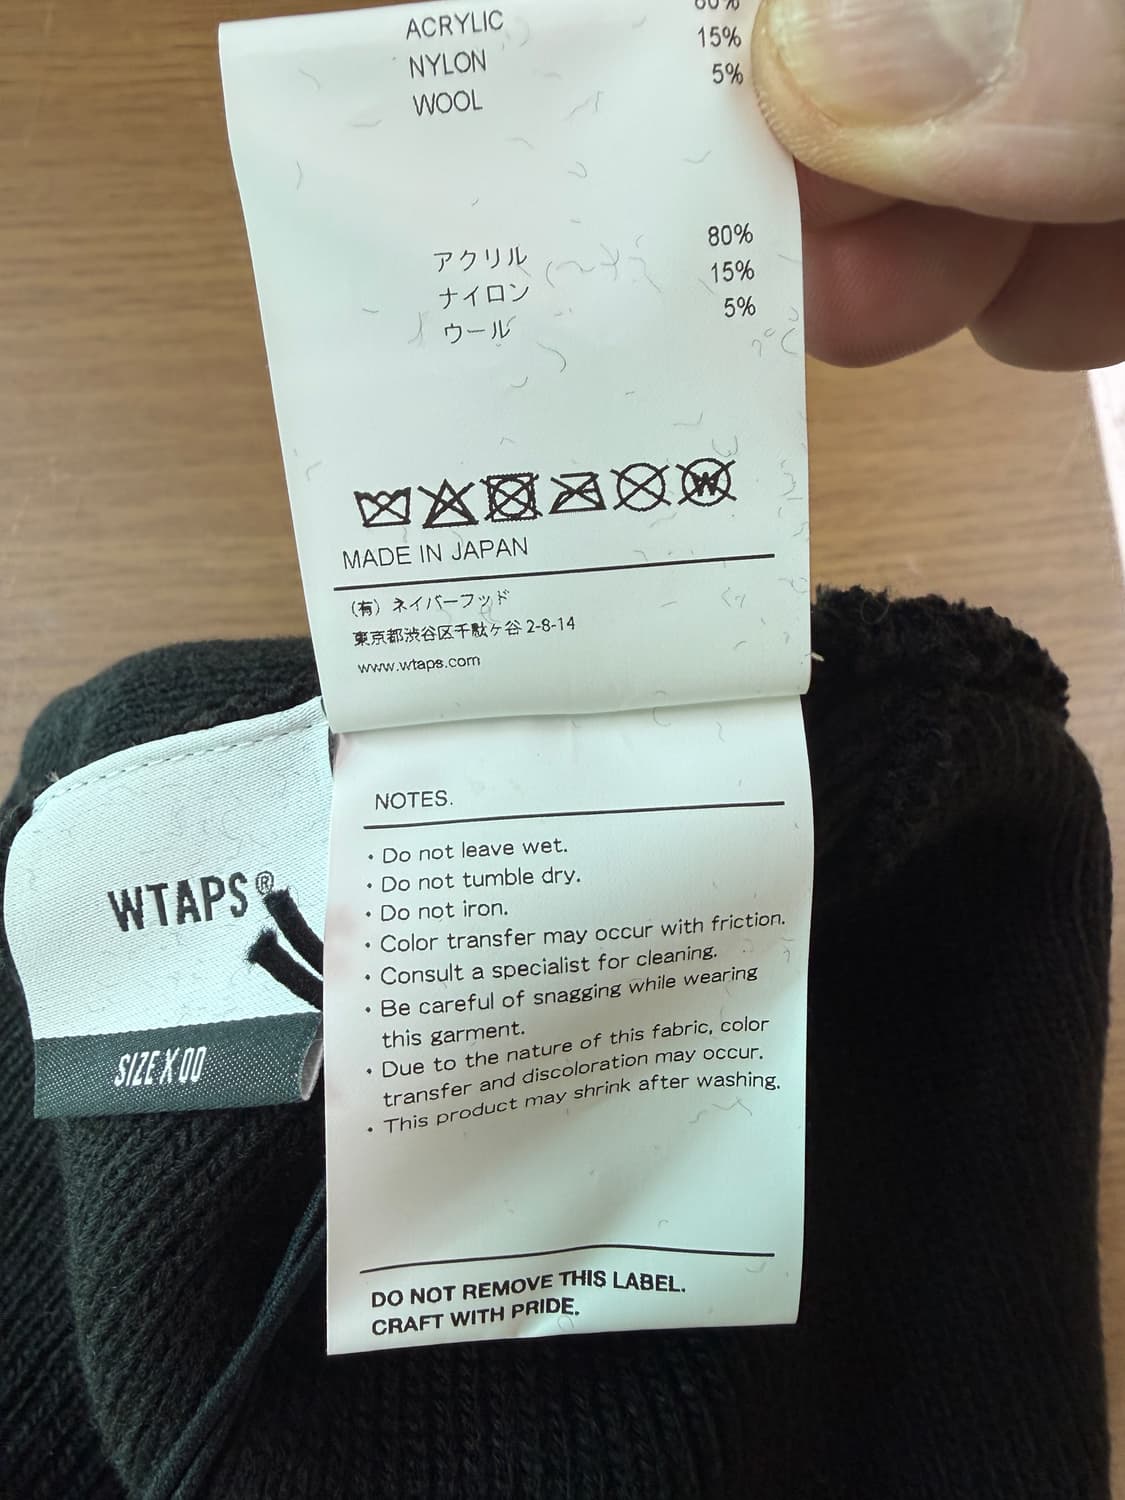 ACRYLIC 80%
NYLON 15%
WOOL 5%
アクリル 80%
ナイロン 15%
ウール 5%
W
MADE IN JAPAN
(有) ネイバーフッド
東京都渋谷区千駄ヶ谷 2-8-14
www.wtaps.com
NOTES.
・Do not leave wet.
・Do not tumble dry.
・Do not iron.
・Color transfer may occur with friction.
・Consult a specialist for cleaning.
・Be careful of snagging while wearing
this garment.
・Due to the nature of this fabric, color
transfer and discoloration may occur.
・This product may shrink after washing.
DO NOT REMOVE THIS LABEL.
CRAFT WITH PRIDE.
WTAPS®
SIZE X 00